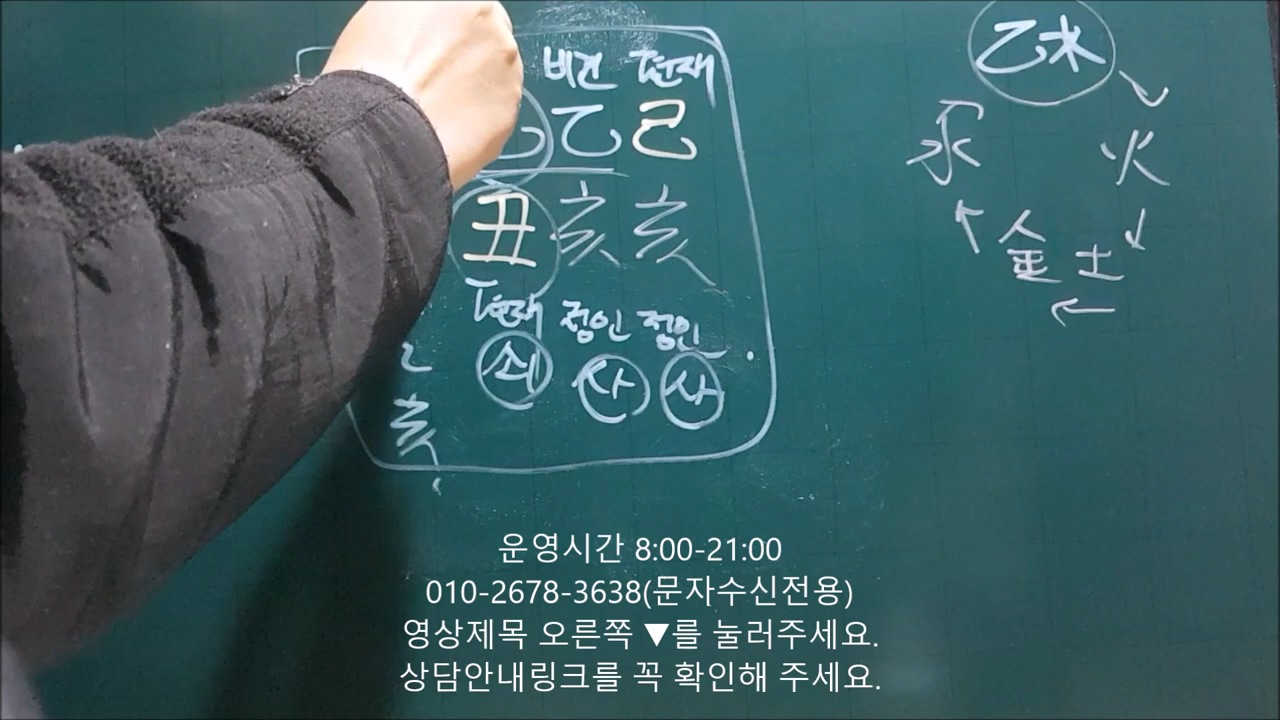 비견 편재
乙 乙 己
丑 亥 亥
편재 정인 정인
쇠 사 사
乙
亥
乙木
水 火
金 土
운영시간 8:00-21:00
010-2678-3638(문자수신전용)
영상제목 오른쪽 ▼를 눌러주세요.
상담안내링크를 꼭 확인해 주세요.